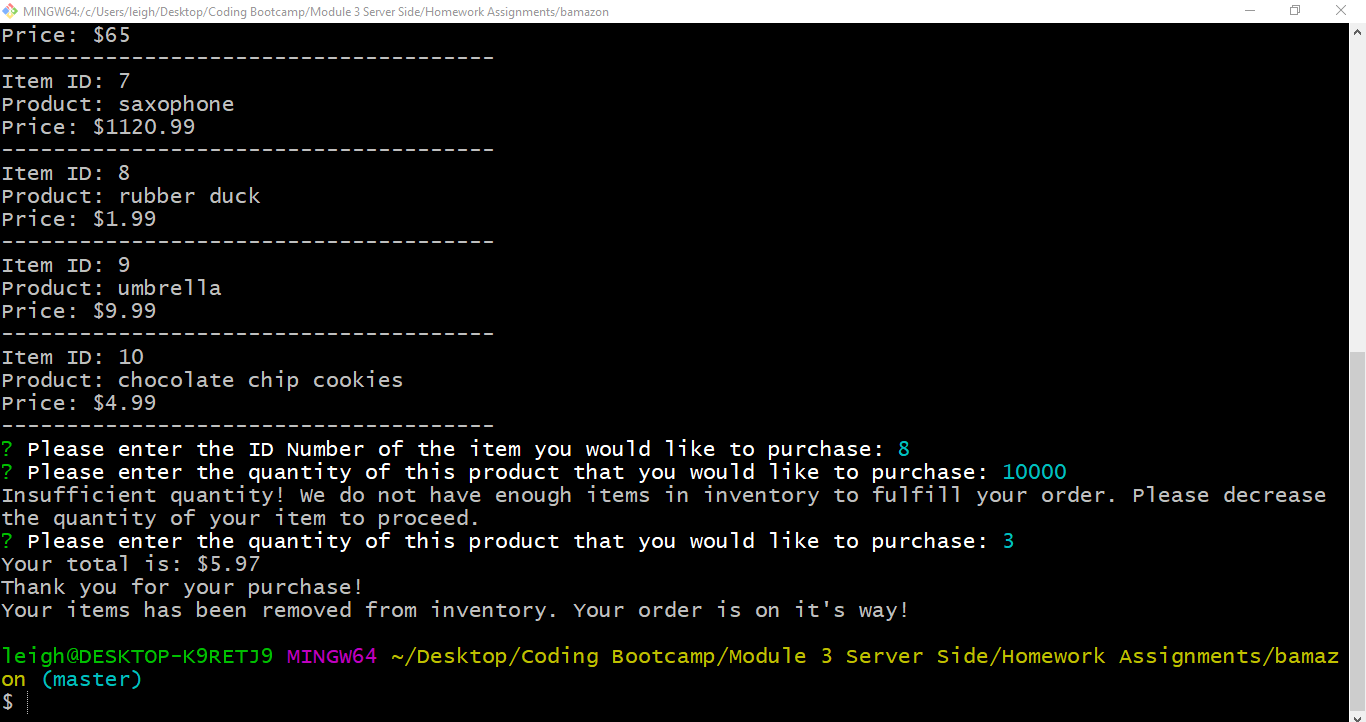 MINGW64:/c/Users/leigh/Desktop/Coding Bootcamp/Module 3 Server Side/Homework Assignments/bamazon
Price: $65
--------------------------------------
Item ID: 7
Product: saxophone
Price: $1120.99
--------------------------------------
Item ID: 8
Product: rubber duck
Price: $1.99
--------------------------------------
Item ID: 9
Product: umbrella
Price: $9.99
--------------------------------------
Item ID: 10
Product: chocolate chip cookies
Price: $4.99
--------------------------------------
? Please enter the ID Number of the item you would like to purchase: 8
? Please enter the quantity of this product that you would like to purchase: 10000
Insufficient quantity! We do not have enough items in inventory to fulfill your order. Please decrease
the quantity of your item to proceed.
? Please enter the quantity of this product that you would like to purchase: 3
Your total is: $5.97
Thank you for your purchase!
Your items has been removed from inventory. Your order is on it's way!
leigh@DESKTOP-K9RETJ9 MINGW64 ~/Desktop/Coding Bootcamp/Module 3 Server Side/Homework Assignments/bamaz
on (master)
$